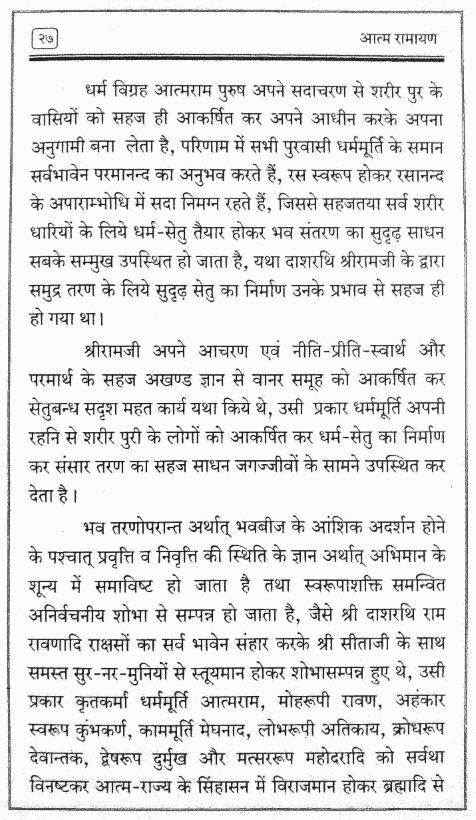 २७
आत्म रामायण
धर्म विग्रह आत्मराम पुरुष अपने सदाचरण से शरीर पुर के
वासियों को सहज ही आकर्षित कर अपने आधीन करके अपना
अनुगामी बना लेता है, परिणाम में सभी पुरवासी धर्ममूर्ति के समान
सर्वभावेन परमानन्द का अनुभव करते हैं, रस स्वरूप होकर रसानन्द
के अपाराम्भोधि में सदा निमग्न रहते हैं, जिससे सहजतया सर्व शरीर
धारियों के लिये धर्म-सेतु तैयार होकर भव संतरण का सुदृढ़ साधन
सबके सम्मुख उपस्थित हो जाता है, यथा दाशरथि श्रीरामजी के द्वारा
समुद्र तरण के लिये सुदृढ़ सेतु का निर्माण उनके प्रभाव से सहज ही
हो गया था।
श्रीरामजी अपने आचरण एवं नीति-प्रीति-स्वार्थ और
परमार्थ के सहज अखण्ड ज्ञान से वानर समूह को आकर्षित कर
सेतुबन्ध सदृश महत कार्य यथा किये थे, उसी प्रकार धर्ममूर्ति अपनी
रहनि से शरीर पुरी के लोगों को आकर्षित कर धर्म-सेतु का निर्माण
कर संसार तरण का सहज साधन जगज्जीवों के सामने उपस्थित कर
देता है।
भव तरणोपरान्त अर्थात् भवबीज के आंशिक अदर्शन होने
के पश्चात् प्रवृत्ति व निवृत्ति की स्थिति के ज्ञान अर्थात् अभिमान के
शून्य में समाविष्ट हो जाता है तथा स्वरूपाशक्ति समन्वित
अनिर्वचनीय शोभा से सम्पन्न हो जाता है, जैसे श्री दाशरथि राम
रावणादि राक्षसों का सर्व भावेन संहार करके श्री सीताजी के साथ
समस्त सुर-नर-मुनियों से स्तूयमान होकर शोभासम्पन्न हुए थे, उसी
प्रकार कृतकर्मा धर्ममूर्ति आत्मराम, मोहरूपी रावण, अहंकार
स्वरूप कुंभकर्ण, काममूर्ति मेघनाद, लोभरूपी अतिकाय, क्रोधरूप
देवान्तक, द्वेषरूप दुर्मुख और मत्सररूप महोदरादि को सर्वथा
विनष्टकर आत्म-राज्य के सिंहासन में विराजमान होकर ब्रह्मादि से